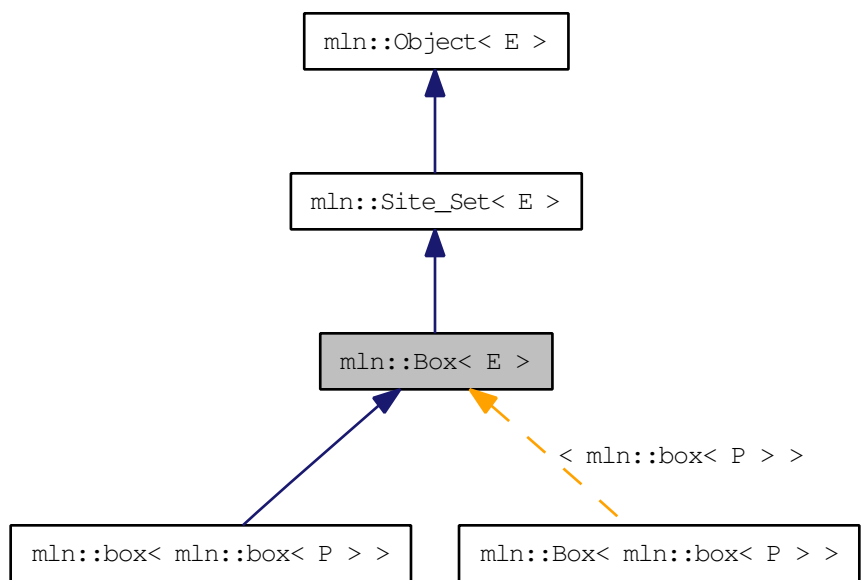 mln::Object< E >
mln::Site_Set< E >
mln::Box< E >
< mln::box< P > >
mln::box< mln::box< P > >
mln::Box< mln::box< P > >